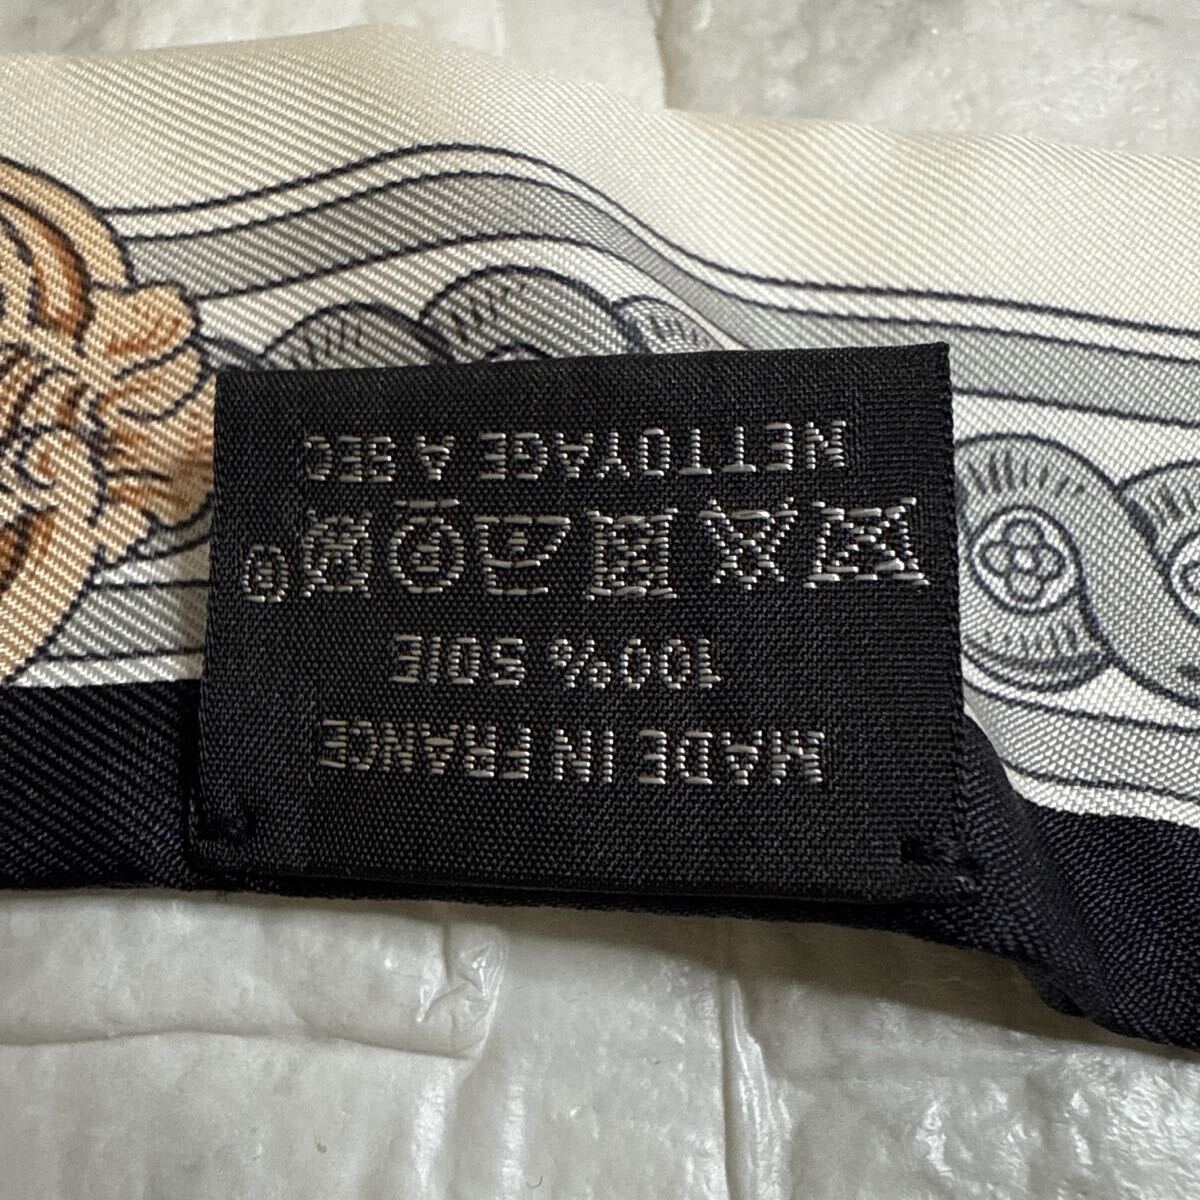 MADE IN FRANCE
100% SOIE
NETTOYAGE A SEC